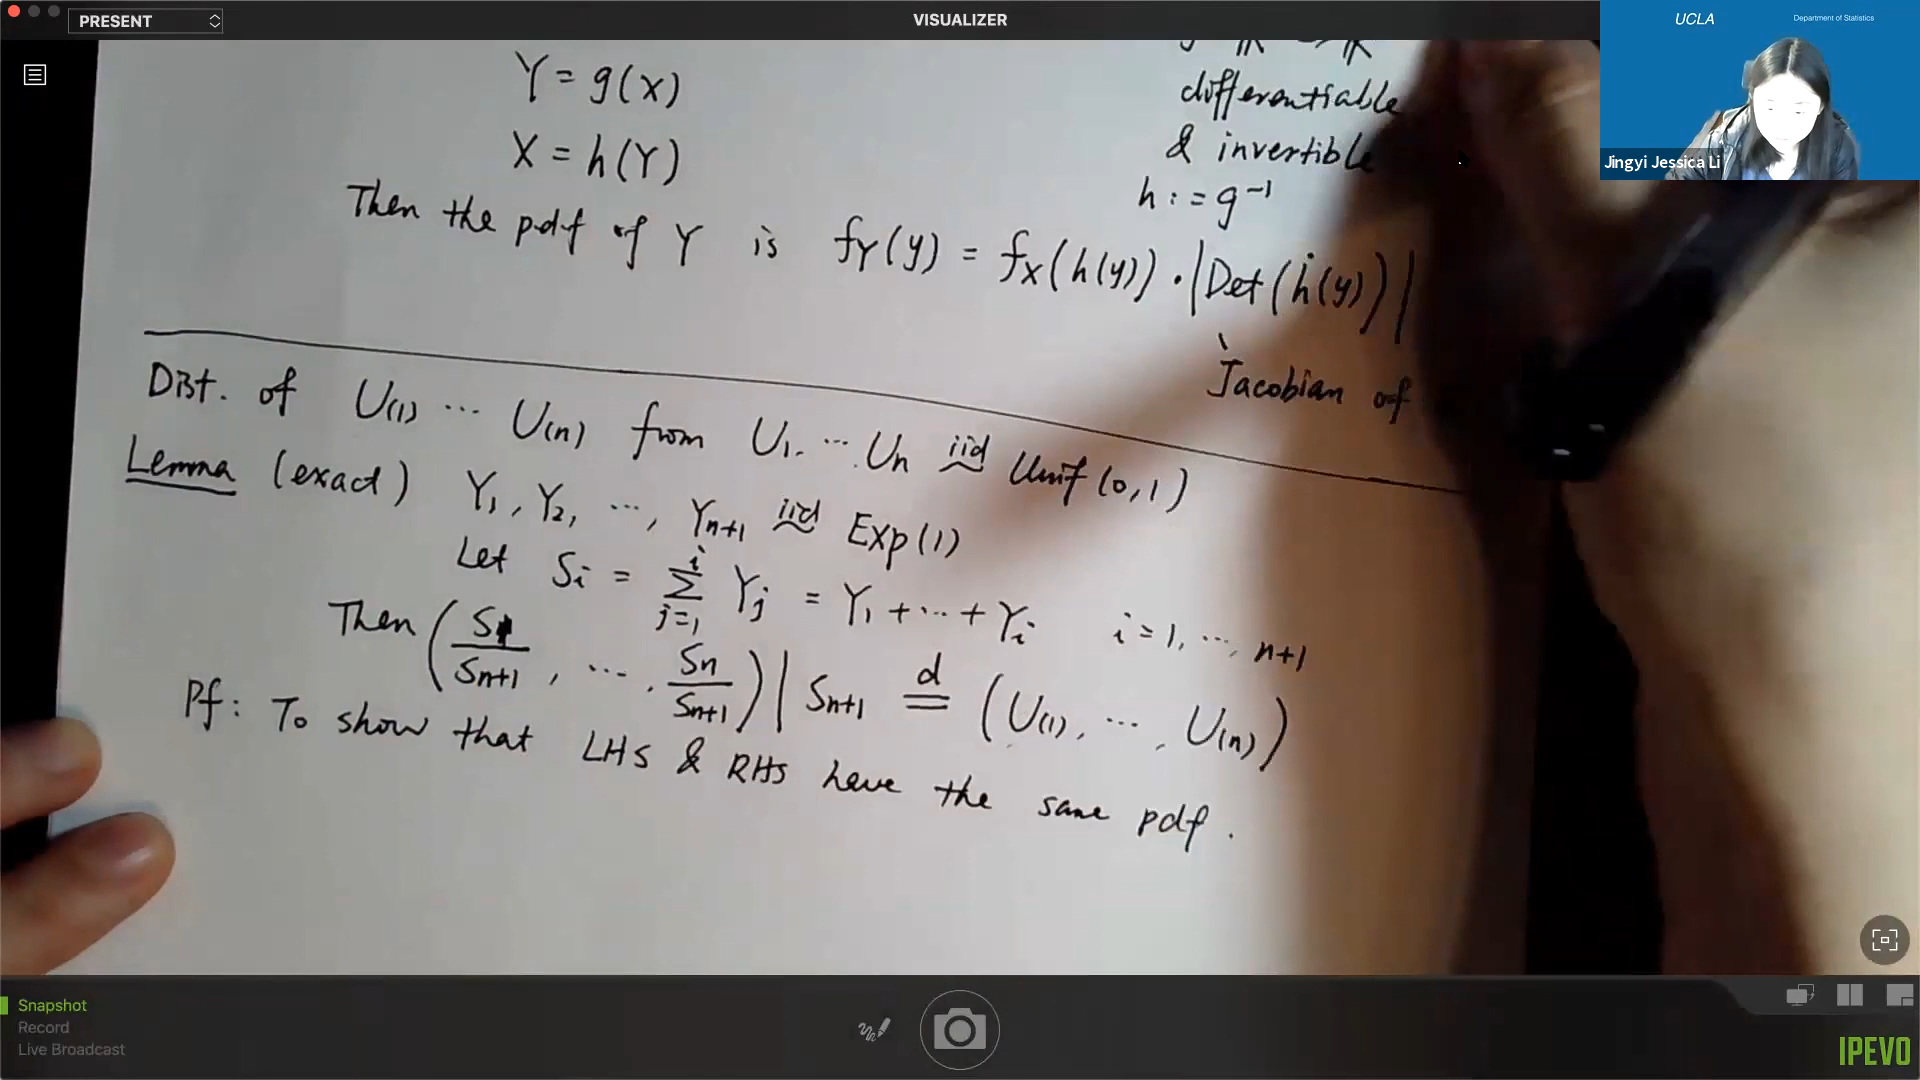 PRESENT
VISUALIZER
UCLA
Department of Statistics
Jingyi Jessica Li
Y = g(X)
X = h(Y)
differentiable
& invertible
h := g⁻¹
Then the pdf of Y is f_Y(y) = f_X(h(y)) · |Det(ḣ(y))|
Jacobian of
Dist. of U(1) ... U(n) from U1. ... Un iid~ Unif (0,1)
Lemma (exact) Y1, Y2, ..., Yn+1 iid~ Exp(1)
Let Si = Σ_{j=1}^{i} Yj = Y1 + ... + Yi i = 1, ..., n+1
Then (S1/Sn+1, ..., Sn/Sn+1) | Sn+1 =d (U(1), ..., U(n))
Pf: To show that LHS & RHS have the same pdf.
Snapshot
Record
Live Broadcast
IPEVO